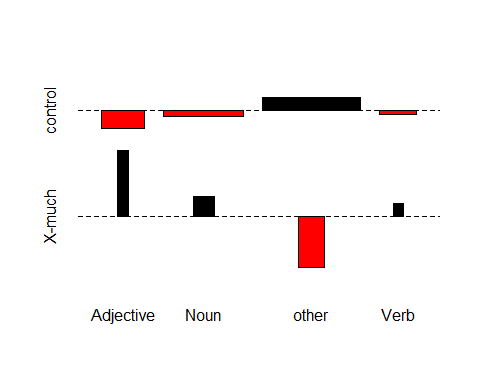 control
X-much
Adjective Noun other Verb